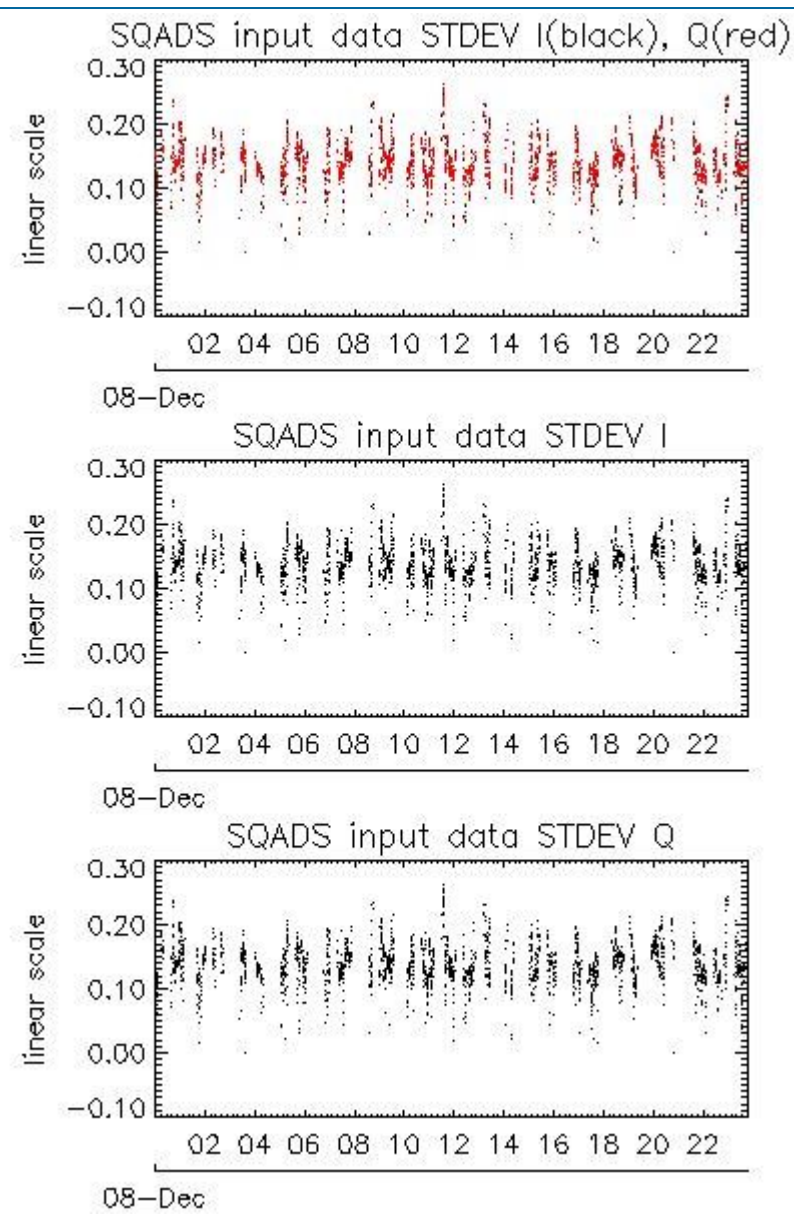 SQADS input data STDEV I(black), Q(red)
linear scale
0.30
0.20
0.10
0.00
−0.10
02 04 06 08 10 12 14 16 18 20 22
08−Dec
SQADS input data STDEV I
linear scale
0.30
0.20
0.10
0.00
−0.10
02 04 06 08 10 12 14 16 18 20 22
08−Dec
SQADS input data STDEV Q
linear scale
0.30
0.20
0.10
0.00
−0.10
02 04 06 08 10 12 14 16 18 20 22
08−Dec